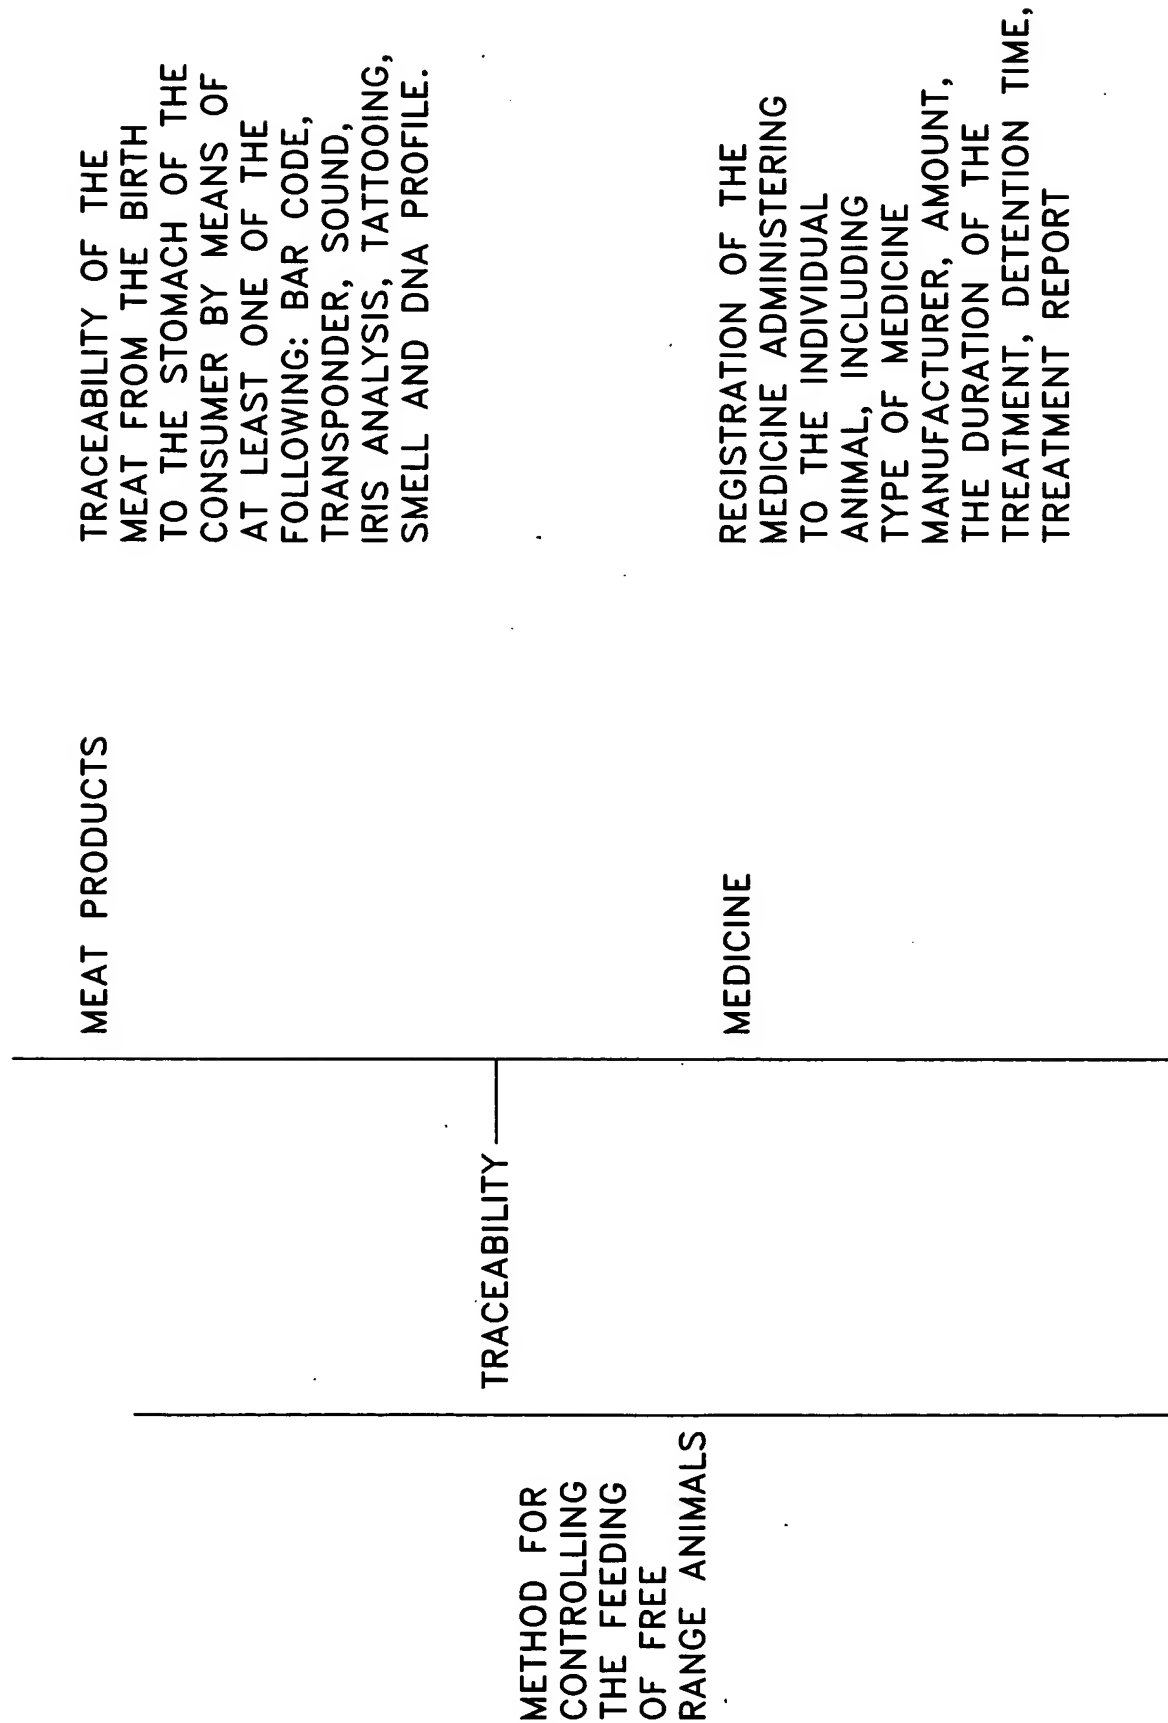 METHOD FOR
CONTROLLING
THE FEEDING
OF FREE
RANGE ANIMALS
TRACEABILITY
MEAT PRODUCTS
TRACEABILITY OF THE
MEAT FROM THE BIRTH
TO THE STOMACH OF THE
CONSUMER BY MEANS OF
AT LEAST ONE OF THE
FOLLOWING: BAR CODE,
TRANSPONDER, SOUND,
IRIS ANALYSIS, TATTOOING,
SMELL AND DNA PROFILE.
MEDICINE
REGISTRATION OF THE
MEDICINE ADMINISTERING
TO THE INDIVIDUAL
ANIMAL, INCLUDING
TYPE OF MEDICINE
MANUFACTURER, AMOUNT,
THE DURATION OF THE
TREATMENT, DETENTION TIME,
TREATMENT REPORT